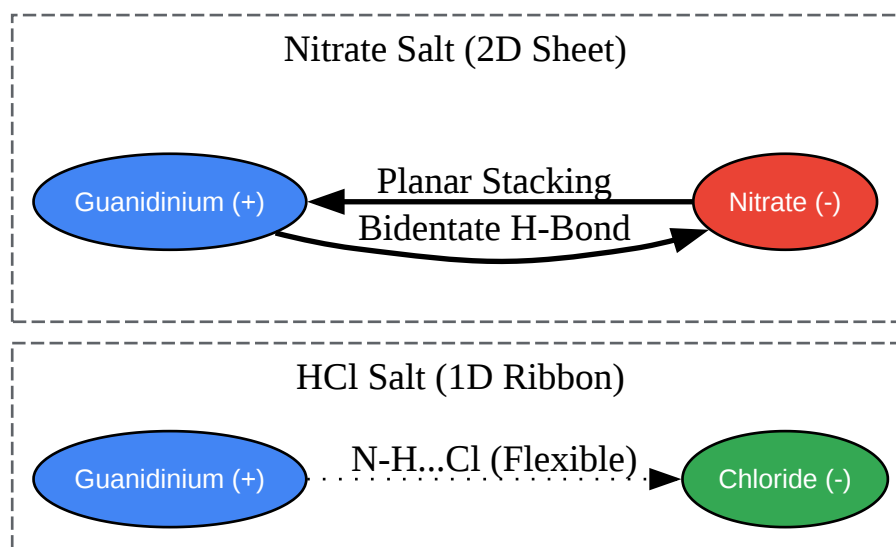 Nitrate Salt (2D Sheet)
Planar Stacking
Guanidinium (+)
Nitrate (-)
Bidentate H-Bond
HCl Salt (1D Ribbon)
N-H...Cl (Flexible)
Guanidinium (+)
Chloride (-)